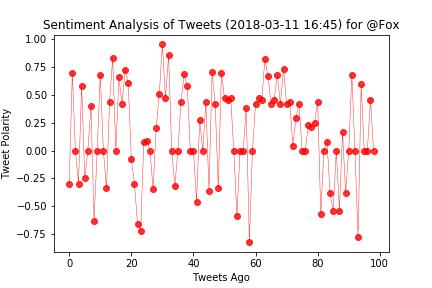 Sentiment Analysis of Tweets (2018-03-11 16:45) for @Fox
Tweet Polarity
1.00
0.75
0.50
0.25
0.00
−0.25
−0.50
−0.75
0 20 40 60 80 100
Tweets Ago